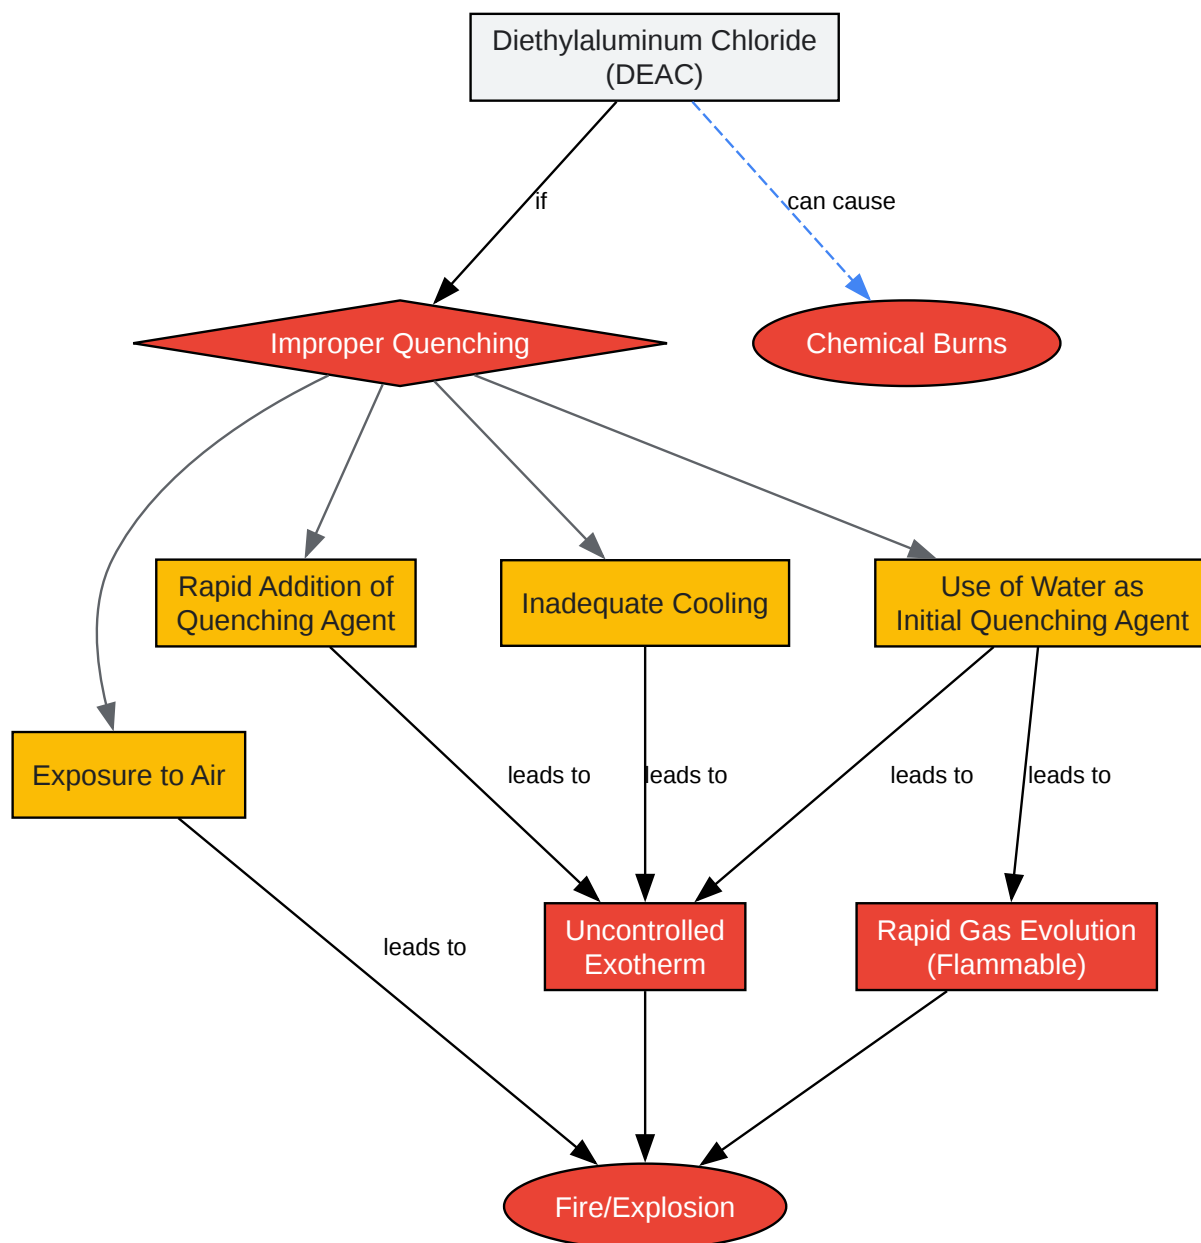 Diethylaluminum Chloride
(DEAC)
if
can cause
Improper Quenching
Chemical Burns
Rapid Addition of
Quenching Agent
Inadequate Cooling
Use of Water as
Initial Quenching Agent
Exposure to Air
leads to
leads to
leads to
leads to
Uncontrolled
Exotherm
Rapid Gas Evolution
(Flammable)
leads to
Fire/Explosion